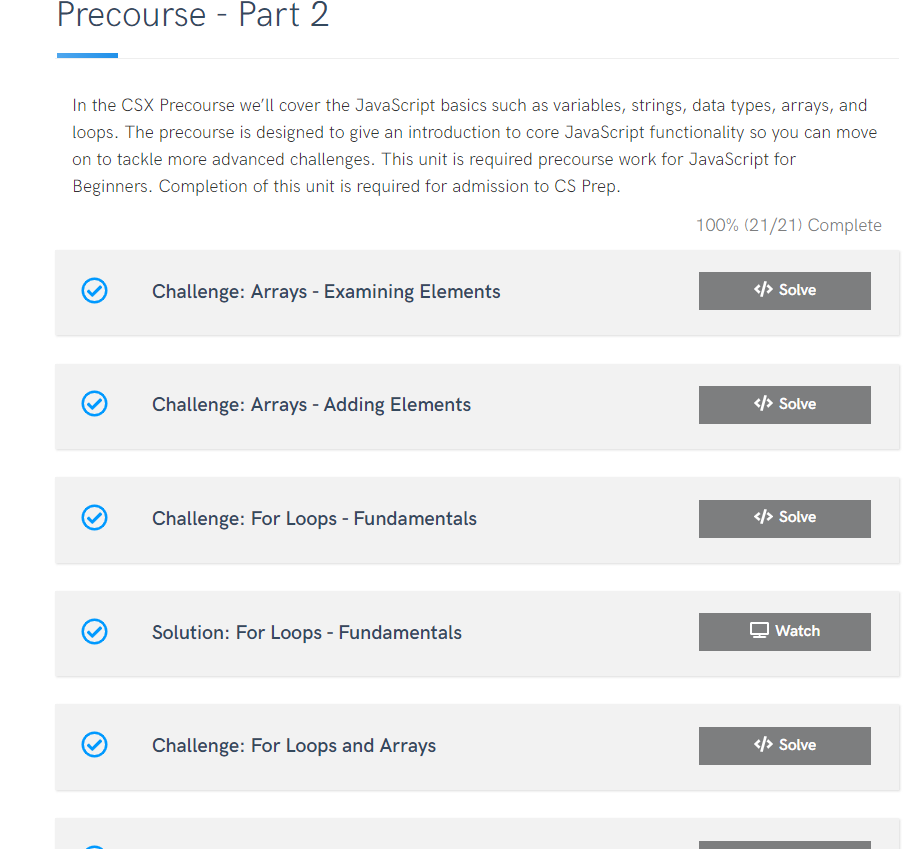 Precourse - Part 2
In the CSX Precourse we’ll cover the JavaScript basics such as variables, strings, data types, arrays, and
loops. The precourse is designed to give an introduction to core JavaScript functionality so you can move
on to tackle more advanced challenges. This unit is required precourse work for JavaScript for
Beginners. Completion of this unit is required for admission to CS Prep.
100% (21/21) Complete
Challenge: Arrays - Examining Elements
</> Solve
Challenge: Arrays - Adding Elements
</> Solve
Challenge: For Loops - Fundamentals
</> Solve
Solution: For Loops - Fundamentals
Watch
Challenge: For Loops and Arrays
</> Solve